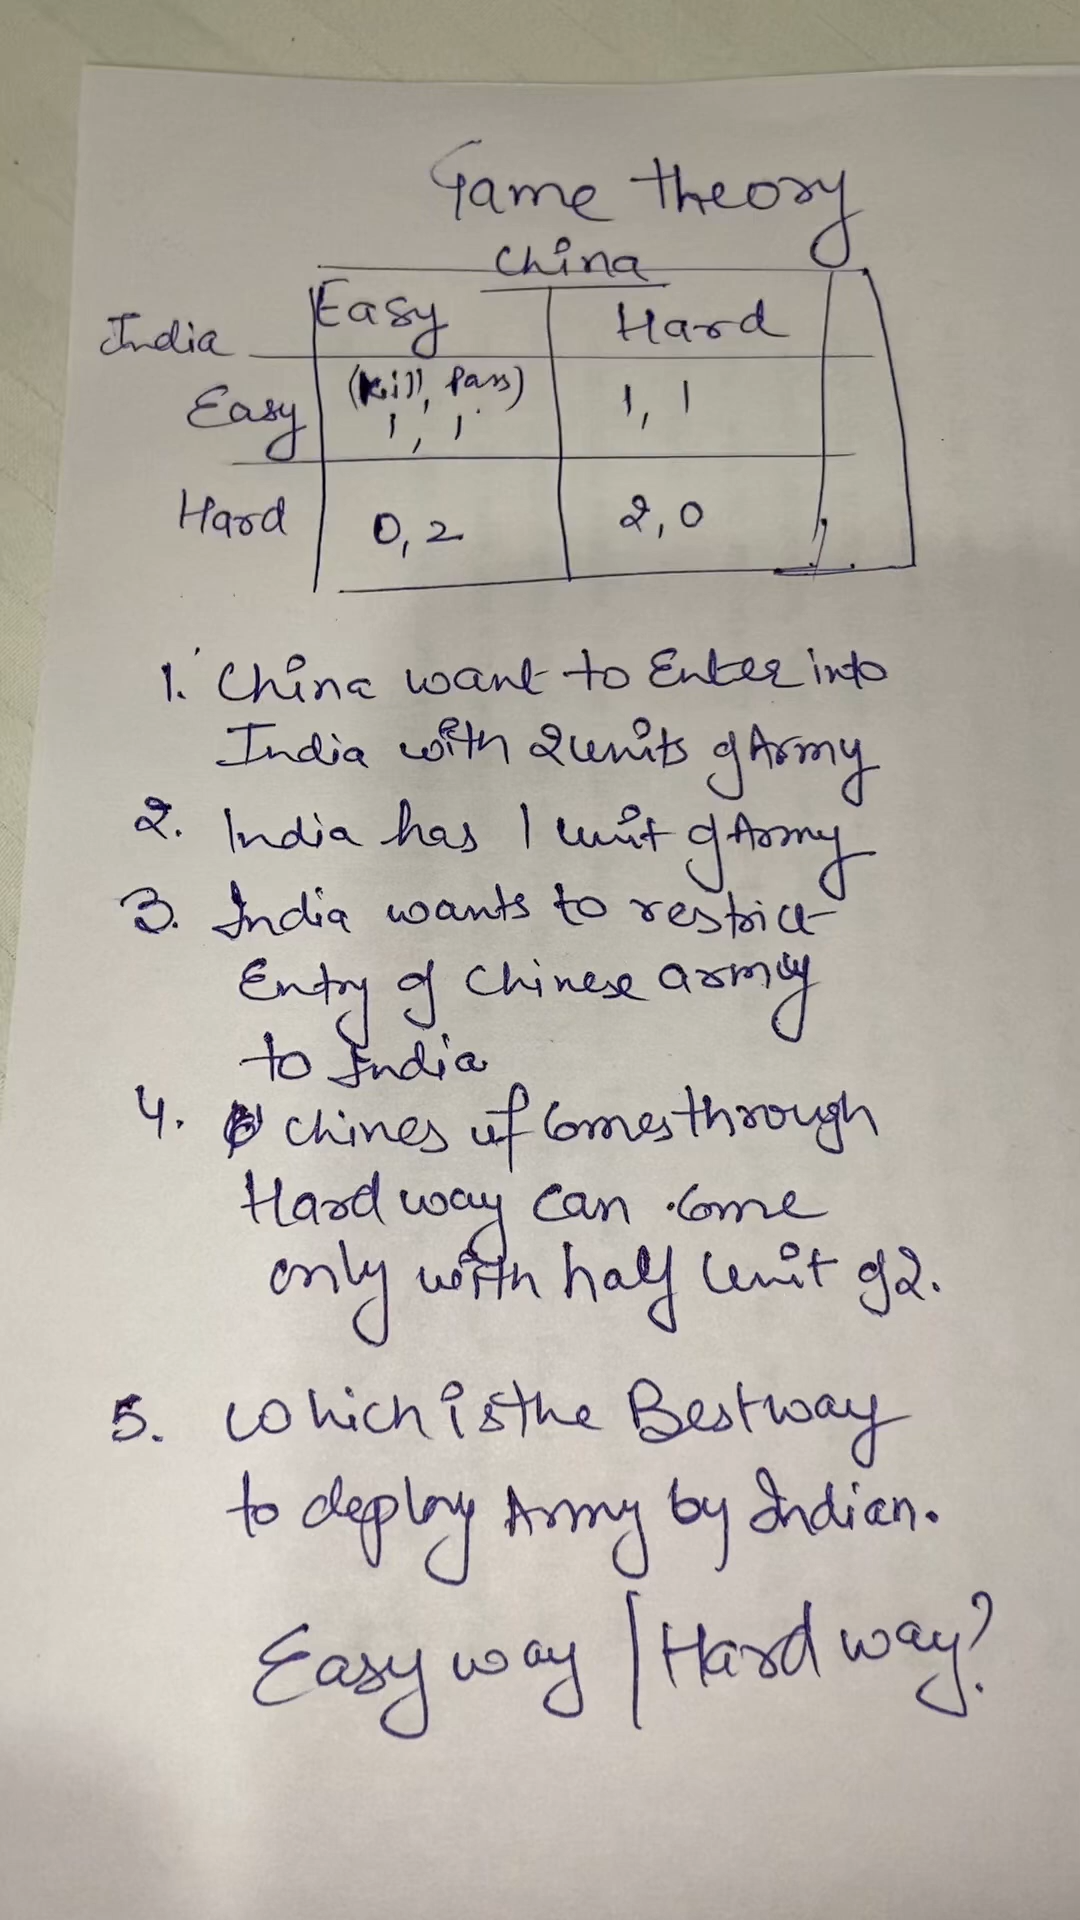 Game theory
China
India Easy Hard
Easy (Kill, Pass) 1, 1 1, 1
Hard 0, 2 2, 0
1. China want to Enter into
India with 2 units of Army
2. India has 1 unit of Army
3. India wants to restrict
Entry of Chinese army
to India
4. Chines if Comes through
Hard way can come
only with half unit of 2.
5. Which is the Best way
to deploy Army by Indian.
Easy way / Hard way?